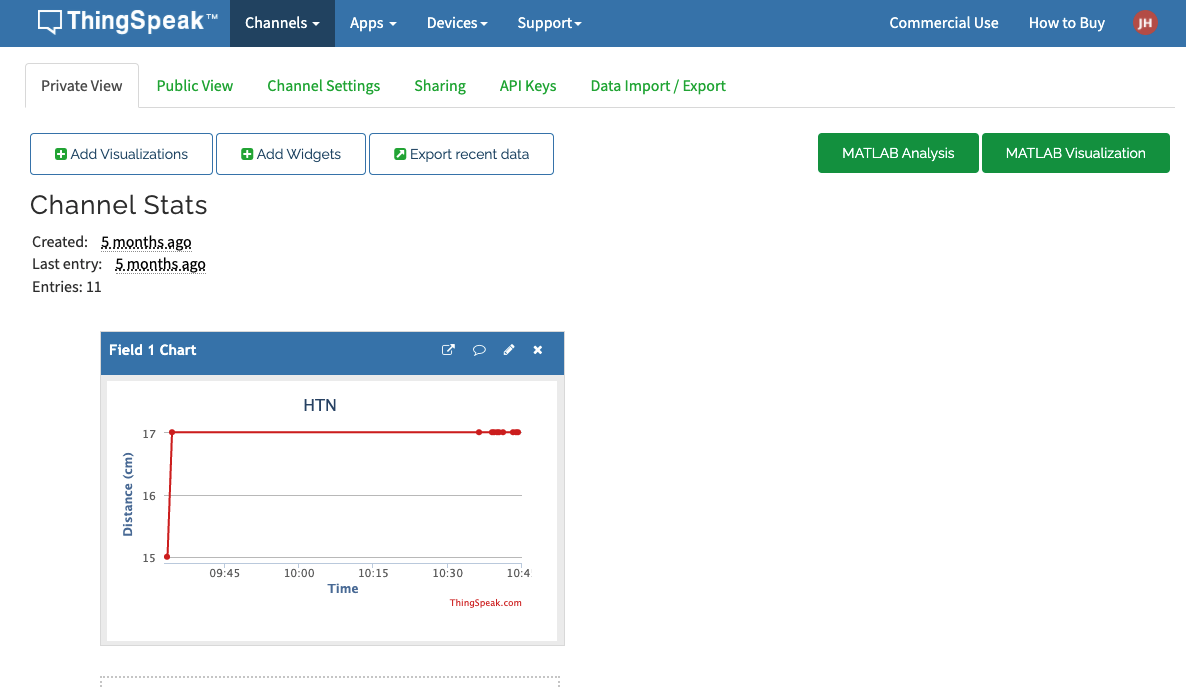 ThingSpeak™ Channels Apps Devices Support Commercial Use How to Buy JH
Private View Public View Channel Settings Sharing API Keys Data Import / Export
Add Visualizations Add Widgets Export recent data MATLAB Analysis MATLAB Visualization
Channel Stats
Created: 5 months ago
Last entry: 5 months ago
Entries: 11
Field 1 Chart
HTN
17
16
15
Distance (cm)
09:45 10:00 10:15 10:30 10:4
Time
ThingSpeak.com